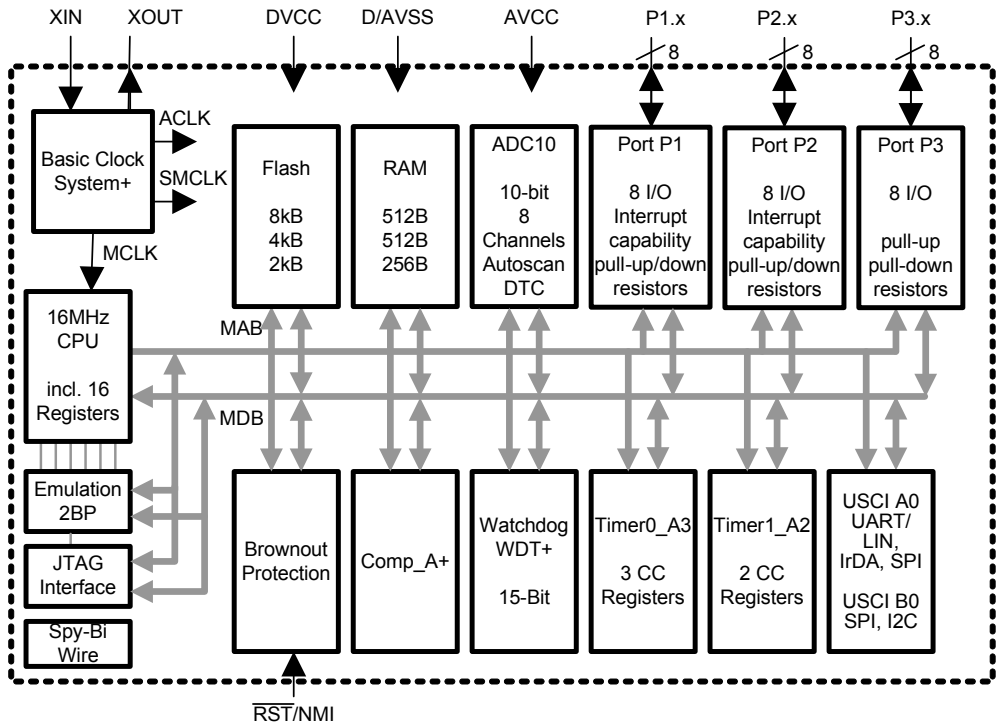 XIN
XOUT
DVCC
D/AVSS
AVCC
P1.x
P2.x
P3.x
8
8
8
ACLK
SMCLK
MCLK
Basic Clock
System+
Flash
8kB
4kB
2kB
RAM
512B
512B
256B
ADC10
10-bit
8
Channels
Autoscan
DTC
Port P1
8 I/O
Interrupt
capability
pull-up/down
resistors
Port P2
8 I/O
Interrupt
capability
pull-up/down
resistors
Port P3
8 I/O
pull-up
pull-down
resistors
16MHz
CPU
incl. 16
Registers
MAB
MDB
Emulation
2BP
JTAG
Interface
Spy-Bi
Wire
Brownout
Protection
Comp_A+
Watchdog
WDT+
15-Bit
Timer0_A3
3 CC
Registers
Timer1_A2
2 CC
Registers
USCI A0
UART/
LIN,
IrDA, SPI
USCI B0
SPI, I2C
RST/NMI